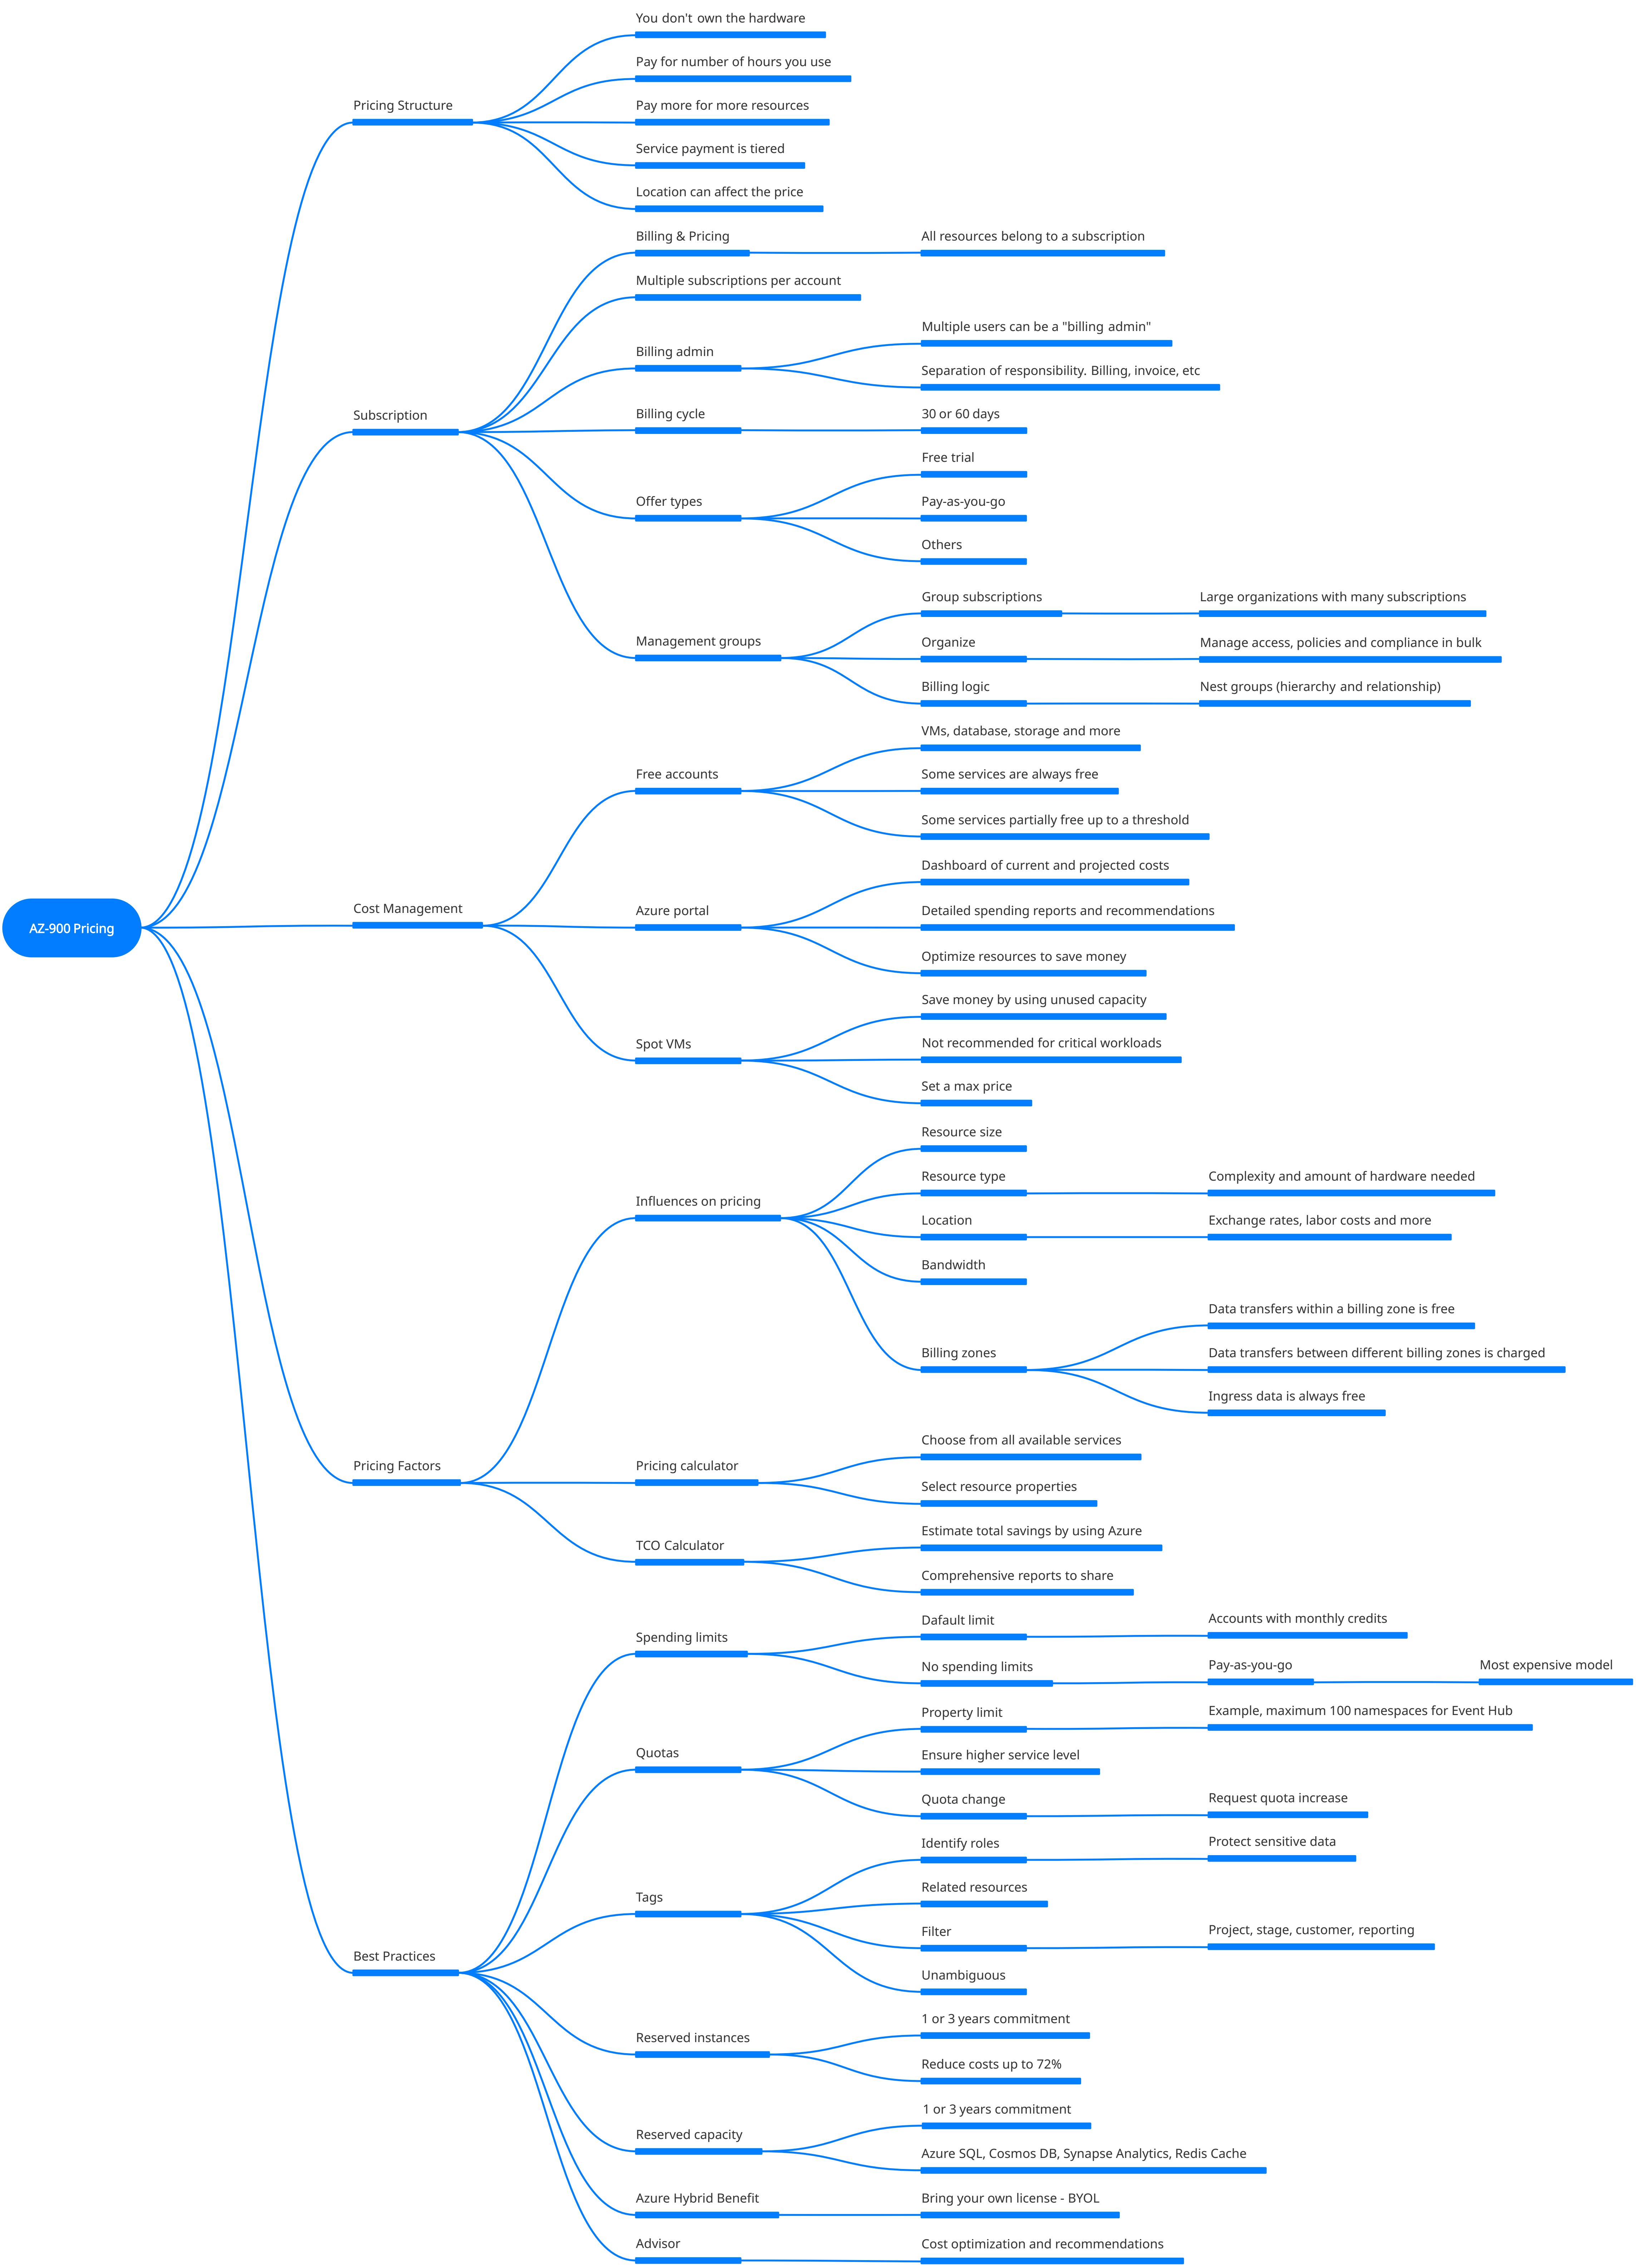 You don't own the hardware
Pay for number of hours you use
Pricing Structure
Pay more for more resources
Service payment is tiered
Location can affect the price
Billing & Pricing
All resources belong to a subscription
Multiple subscriptions per account
Multiple users can be a "billing admin"
Billing admin
Separation of responsibility. Billing, invoice, etc
Subscription
Billing cycle
30 or 60 days
Free trial
Offer types
Pay-as-you-go
Others
Group subscriptions
Large organizations with many subscriptions
Management groups
Organize
Manage access, policies and compliance in bulk
Billing logic
Nest groups (hierarchy and relationship)
VMs, database, storage and more
Free accounts
Some services are always free
Some services partially free up to a threshold
Dashboard of current and projected costs
AZ-900 Pricing
Cost Management
Azure portal
Detailed spending reports and recommendations
Optimize resources to save money
Save money by using unused capacity
Spot VMs
Not recommended for critical workloads
Set a max price
Resource size
Resource type
Complexity and amount of hardware needed
Influences on pricing
Location
Exchange rates, labor costs and more
Bandwidth
Data transfers within a billing zone is free
Billing zones
Data transfers between different billing zones is charged
Ingress data is always free
Choose from all available services
Pricing Factors
Pricing calculator
Select resource properties
Estimate total savings by using Azure
TCO Calculator
Comprehensive reports to share
Dafault limit
Accounts with monthly credits
Spending limits
No spending limits
Pay-as-you-go
Most expensive model
Property limit
Example, maximum 100 namespaces for Event Hub
Quotas
Ensure higher service level
Quota change
Request quota increase
Identify roles
Protect sensitive data
Tags
Related resources
Filter
Project, stage, customer, reporting
Best Practices
Unambiguous
1 or 3 years commitment
Reserved instances
Reduce costs up to 72%
1 or 3 years commitment
Reserved capacity
Azure SQL, Cosmos DB, Synapse Analytics, Redis Cache
Azure Hybrid Benefit
Bring your own license - BYOL
Advisor
Cost optimization and recommendations